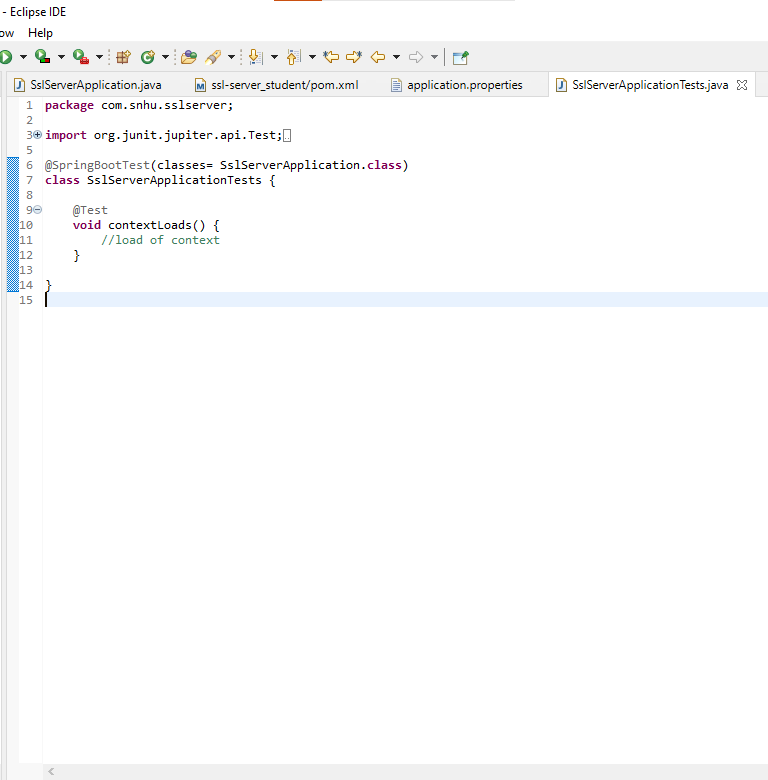 - Eclipse IDE
ow Help
SslServerApplication.java ssl-server_student/pom.xml application.properties SslServerApplicationTests.java
1 package com.snhu.sslserver;
2
3 import org.junit.jupiter.api.Test;
5
6 @SpringBootTest(classes= SslServerApplication.class)
7 class SslServerApplicationTests {
8
9 @Test
10 void contextLoads() {
11 //load of context
12 }
13
14 }
15